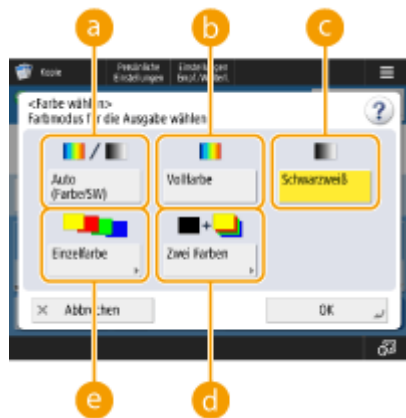 a b c
Kopie
Persönliche
Einstellungen
Einstellungen
Empf./Weiterl.
<Farbe wählen>
Farbmodus für die Ausgabe wählen
?
Auto
(Farbe/SW)
Vollfarbe
Schwarzweiß
Einzelfarbe
Zwei Farben
Abbrechen
OK
e d